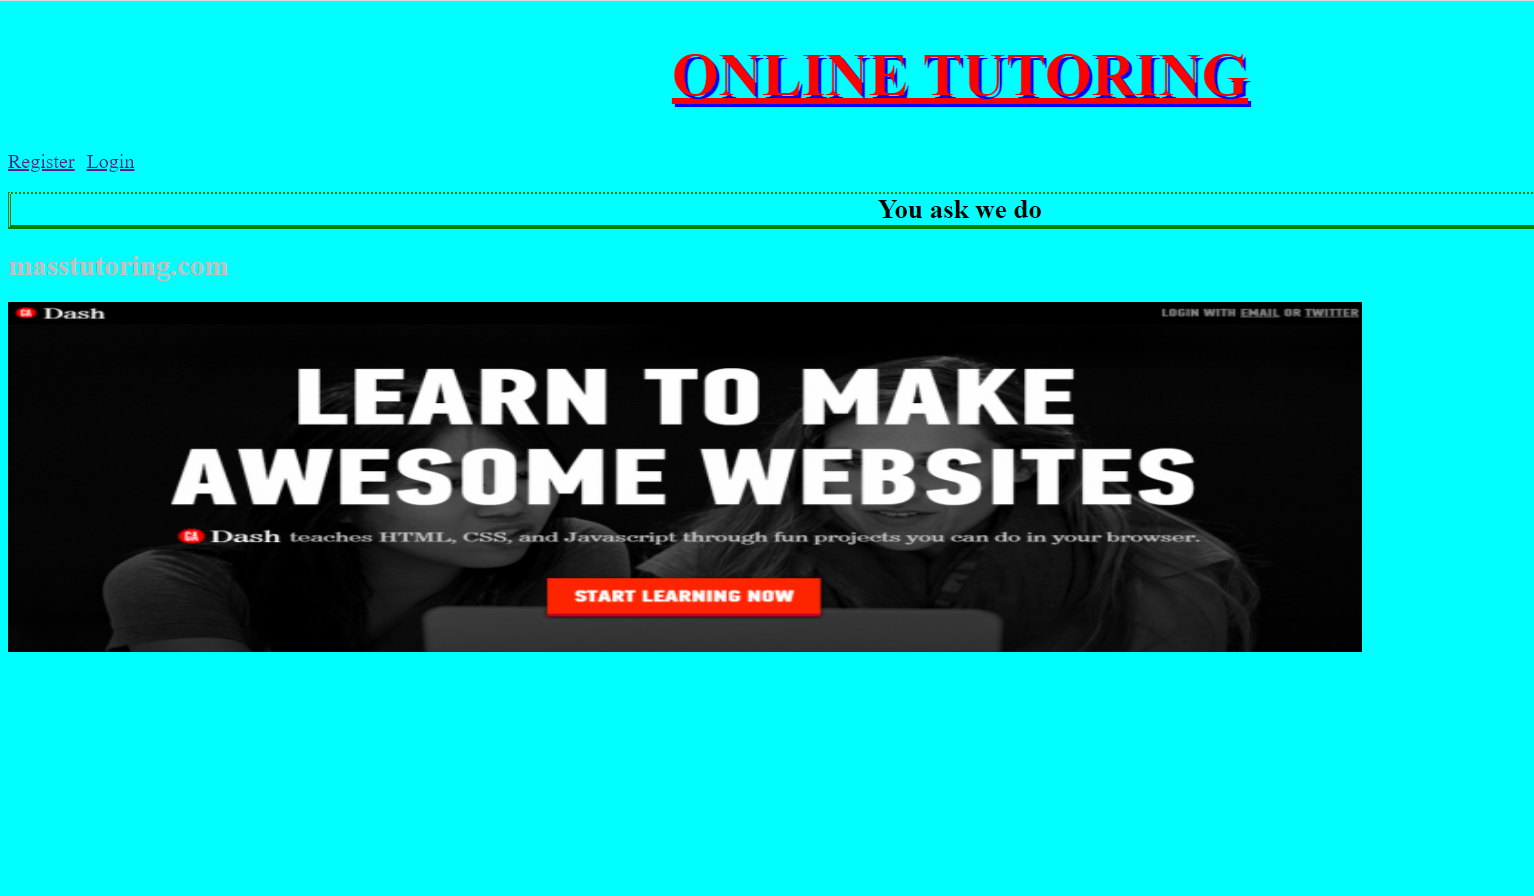 ONLINE TUTORING
Register Login
You ask we do
masstutoring.com
GA Dash LOGIN WITH EMAIL OR TWITTER
LEARN TO MAKE
AWESOME WEBSITES
GA Dash teaches HTML, CSS, and Javascript through fun projects you can do in your browser.
START LEARNING NOW